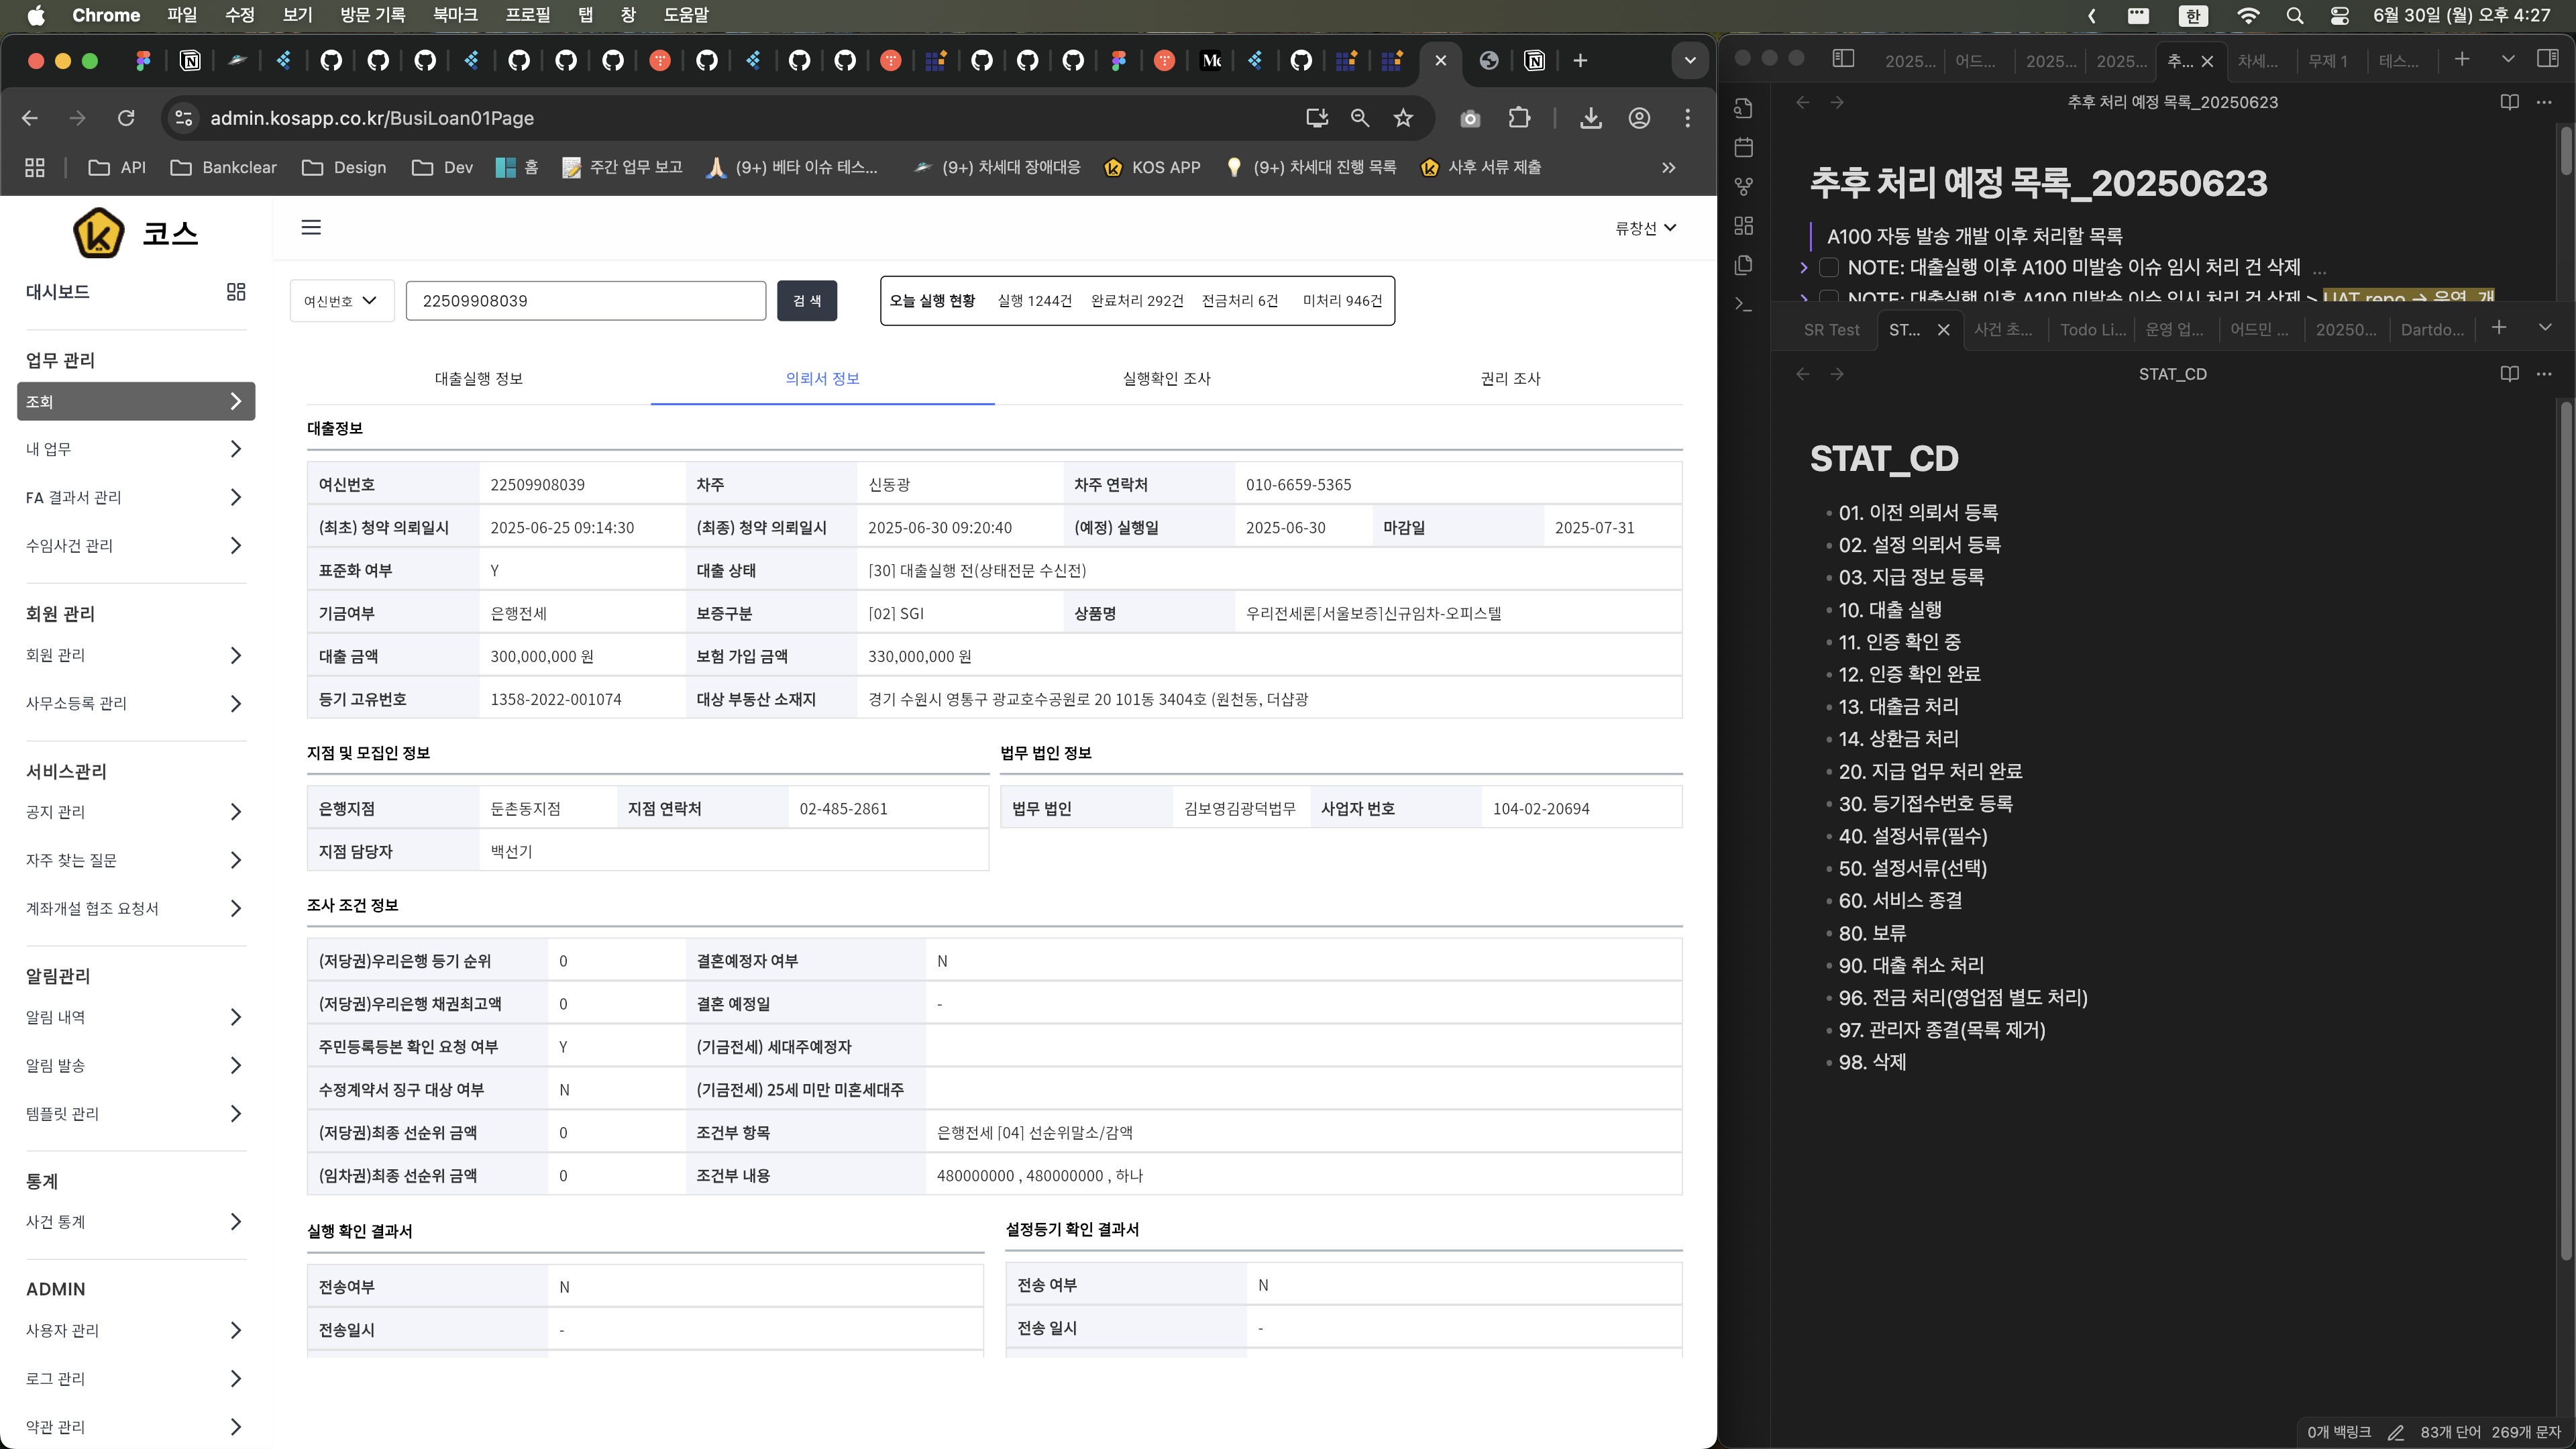 Chrome 파일 수정 보기 방문 기록 북마크 프로필 탭 창 도움말
한 6월 30일 (월) 오후 4:27
admin.kosapp.co.kr/BusiLoan01Page
API Bankclear Design Dev 홈 주간 업무 보고 (9+) 베타 이슈 테스... (9+) 차세대 장애대응 KOS APP (9+) 차세대 진행 목록 사후 서류 제출
코스
대시보드
업무 관리
조회
내 업무
FA 결과서 관리
수임사건 관리
회원 관리
회원 관리
사무소등록 관리
서비스관리
공지 관리
자주 찾는 질문
계좌개설 협조 요청서
알림관리
알림 내역
알림 발송
템플릿 관리
통계
사건 통계
ADMIN
사용자 관리
로그 관리
약관 관리
류창선
여신번호 22509908039 검 색 오늘 실행 현황 실행 1244건 완료처리 292건 전금처리 6건 미처리 946건
대출실행 정보 의뢰서 정보 실행확인 조사 권리 조사
대출정보
여신번호 22509908039 차주 신동광 차주 연락처 010-6659-5365
(최초) 청약 의뢰일시 2025-06-25 09:14:30 (최종) 청약 의뢰일시 2025-06-30 09:20:40 (예정) 실행일 2025-06-30 마감일 2025-07-31
표준화 여부 Y 대출 상태 [30] 대출실행 전(상태전문 수신전)
기금여부 은행전세 보증구분 [02] SGI 상품명 우리전세론[서울보증]신규임차-오피스텔
대출 금액 300,000,000 원 보험 가입 금액 330,000,000 원
등기 고유번호 1358-2022-001074 대상 부동산 소재지 경기 수원시 영통구 광교호수공원로 20 101동 3404호 (원천동, 더샵광
지점 및 모집인 정보
은행지점 둔촌동지점 지점 연락처 02-485-2861
지점 담당자 백선기
법무 법인 정보
법무 법인 김보영김광덕법무 사업자 번호 104-02-20694
조사 조건 정보
(저당권)우리은행 등기 순위 0 결혼예정자 여부 N
(저당권)우리은행 채권최고액 0 결혼 예정일 -
주민등록등본 확인 요청 여부 Y (기금전세) 세대주예정자
수정계약서 징구 대상 여부 N (기금전세) 25세 미만 미혼세대주
(저당권)최종 선순위 금액 0 조건부 항목 은행전세 [04] 선순위말소/감액
(임차권)최종 선순위 금액 0 조건부 내용 480000000 , 480000000 , 하나
실행 확인 결과서
전송여부 N
전송일시 -
설정등기 확인 결과서
전송 여부 N
전송 일시 -
2025... 어드... 2025... 2025... 추... 차세... 무제 1 테스...
추후 처리 예정 목록_20250623
추후 처리 예정 목록_20250623
A100 자동 발송 개발 이후 처리할 목록
NOTE: 대출실행 이후 A100 미발송 이슈 임시 처리 건 삭제 ...
NOTE: 대출실행 이후 A100 미발송 이슈 임시 처리 건 삭제 > UAT repo → 운영, 개
SR Test ST... 사건 초... Todo Li... 운영 업... 어드민 ... 20250... Dartdo...
STAT_CD
STAT_CD
01. 이전 의뢰서 등록
02. 설정 의뢰서 등록
03. 지급 정보 등록
10. 대출 실행
11. 인증 확인 중
12. 인증 확인 완료
13. 대출금 처리
14. 상환금 처리
20. 지급 업무 처리 완료
30. 등기접수번호 등록
40. 설정서류(필수)
50. 설정서류(선택)
60. 서비스 종결
80. 보류
90. 대출 취소 처리
96. 전금 처리(영업점 별도 처리)
97. 관리자 종결(목록 제거)
98. 삭제
0개 백링크 83개 단어 269개 문자